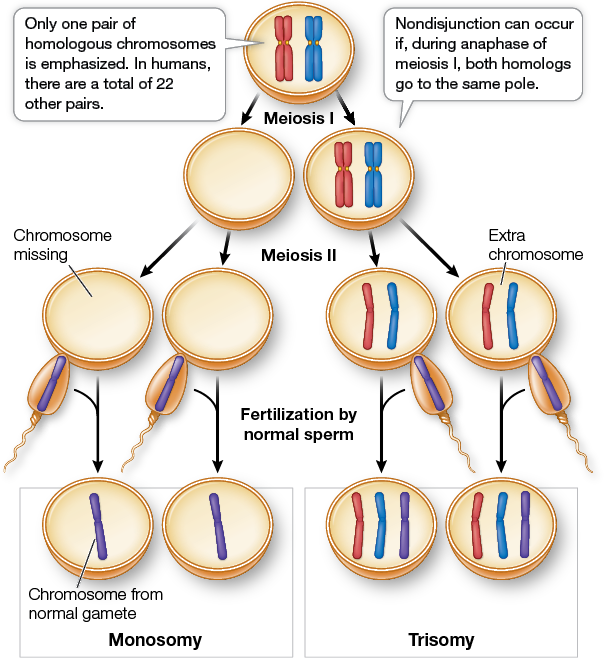 Only one pair of
homologous chromosomes
is emphasized. In humans,
there are a total of 22
other pairs.
Nondisjunction can occur
if, during anaphase of
meiosis I, both homologs
go to the same pole.
Meiosis I
Chromosome
missing
Meiosis II
Extra
chromosome
Fertilization by
normal sperm
Chromosome from
normal gamete
Monosomy
Trisomy